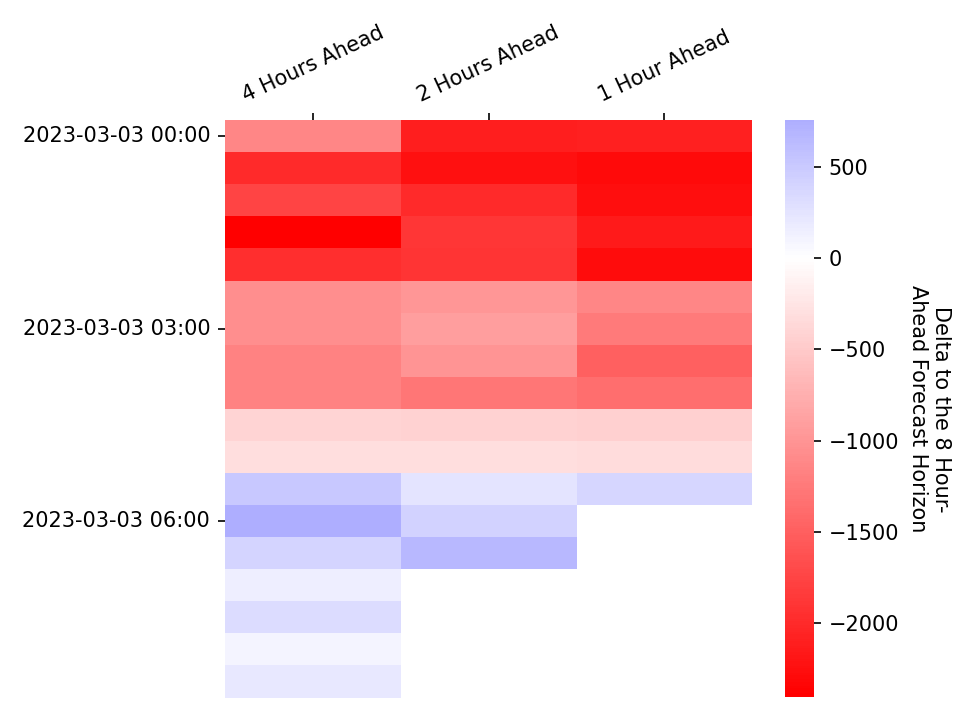 4 Hours Ahead
2 Hours Ahead
1 Hour Ahead
2023-03-03 00:00
2023-03-03 03:00
2023-03-03 06:00
500
0
−500
−1000
−1500
−2000
Delta to the 8 Hour-
Ahead Forecast Horizon